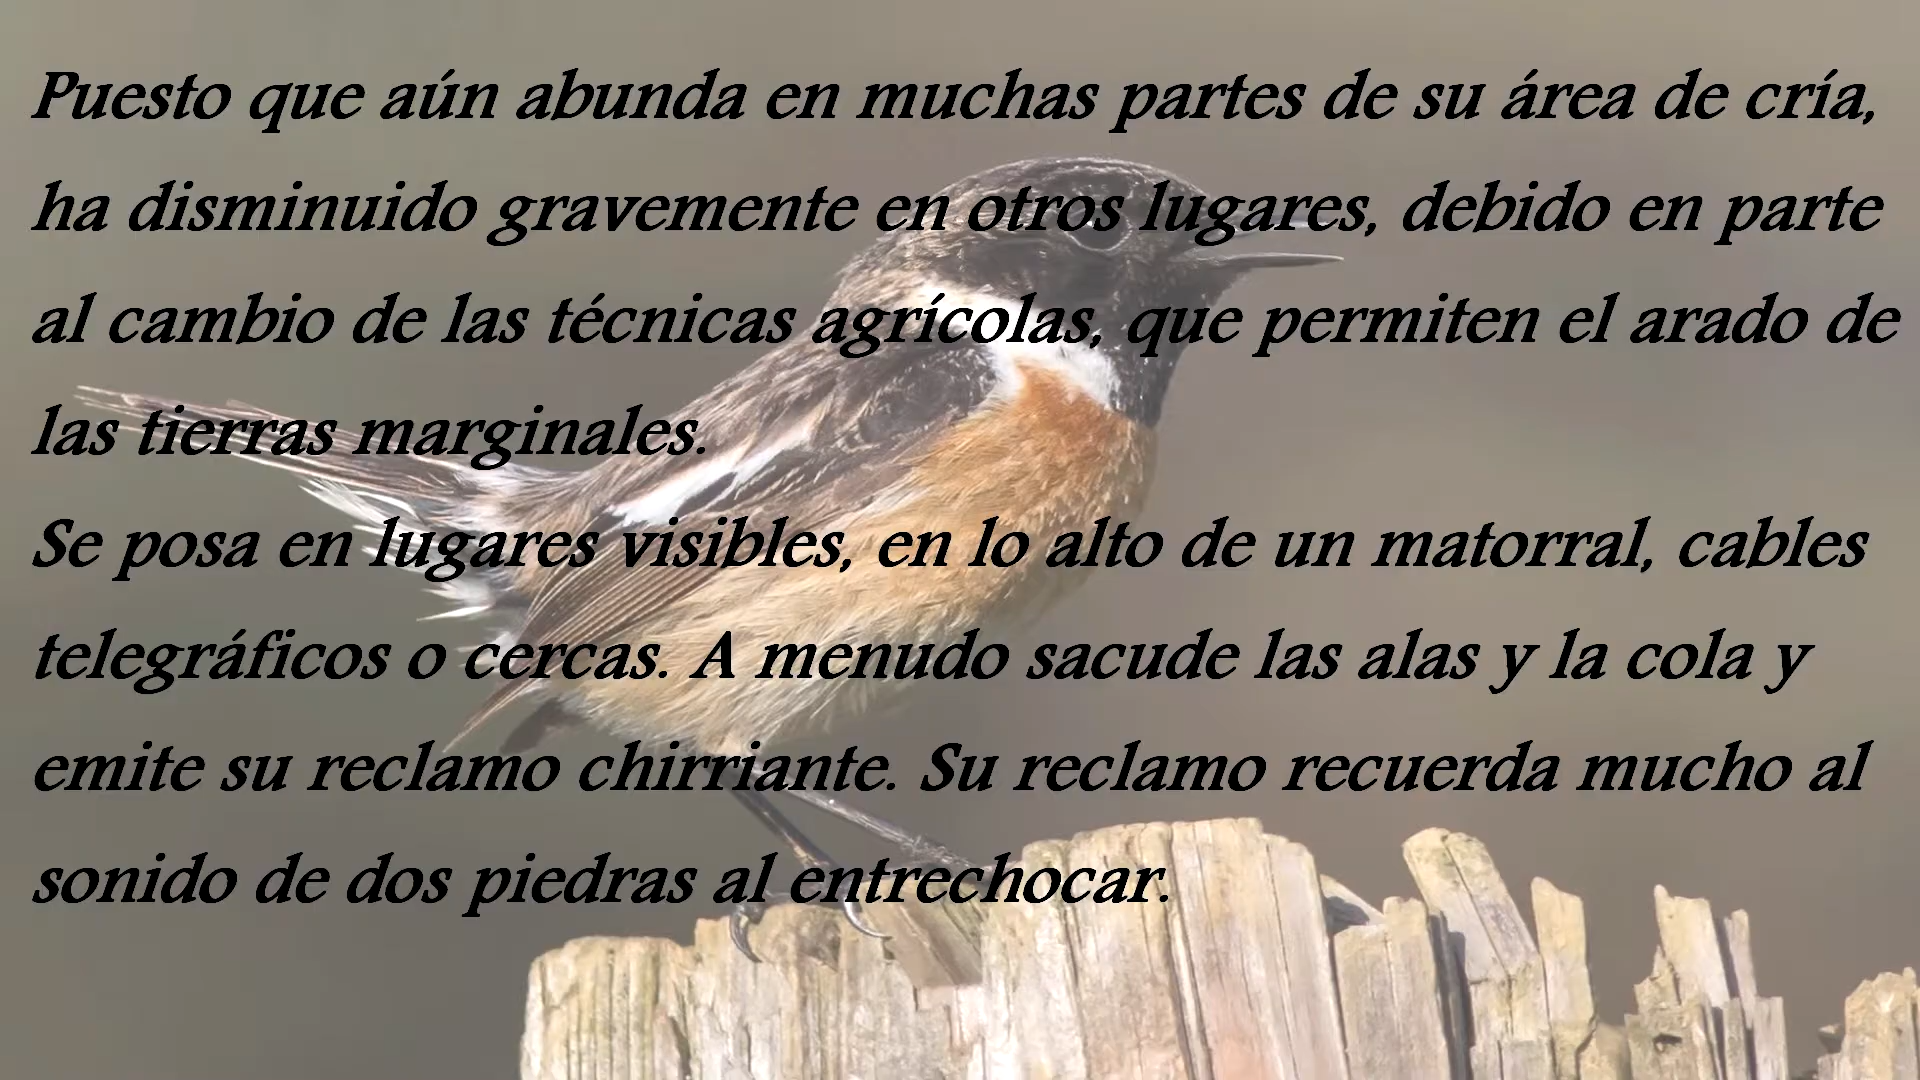 Puesto que aún abunda en muchas partes de su área de cría,
ha disminuido gravemente en otros lugares, debido en parte
al cambio de las técnicas agrícolas, que permiten el arado de
las tierras marginales.
Se posa en lugares visibles, en lo alto de un matorral, cables
telegráficos o cercas. A menudo sacude las alas y la cola y
emite su reclamo chirriante. Su reclamo recuerda mucho al
sonido de dos piedras al entrechocar.